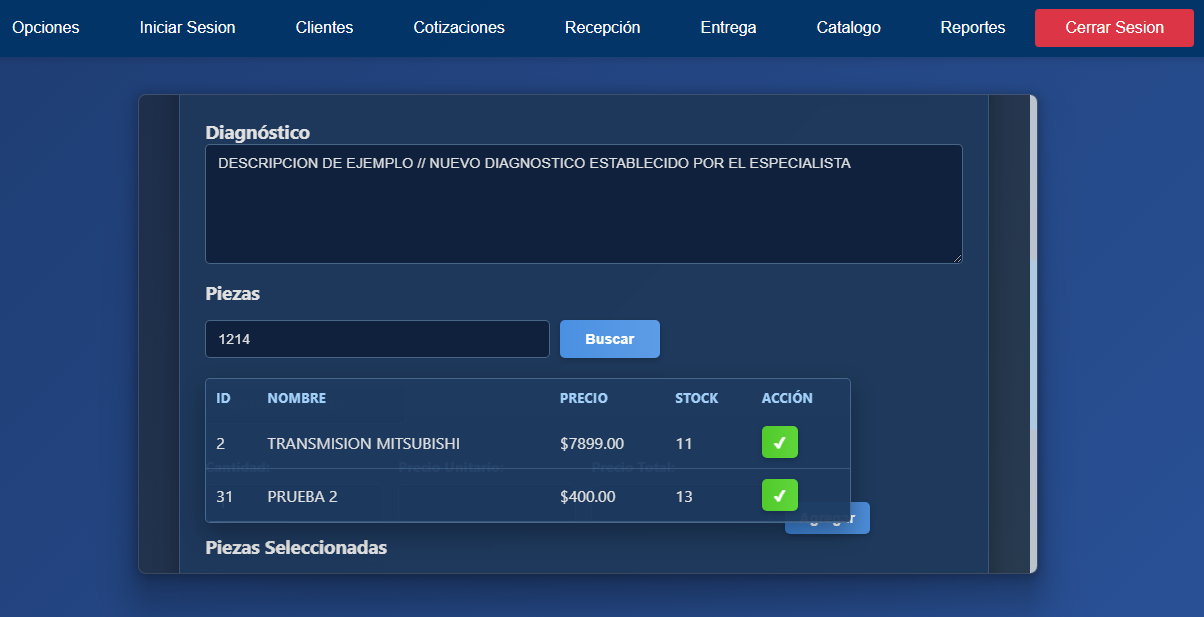 Opciones Iniciar Sesion Clientes Cotizaciones Recepción Entrega Catalogo Reportes Cerrar Sesion
Diagnóstico
DESCRIPCION DE EJEMPLO // NUEVO DIAGNOSTICO ESTABLECIDO POR EL ESPECIALISTA
Piezas
1214 Buscar
ID NOMBRE PRECIO STOCK ACCIÓN
2 TRANSMISION MITSUBISHI $7899.00 11
Cantidad: Precio Unitario: Precio Total:
31 PRUEBA 2 $400.00 13
Agregar
Piezas Seleccionadas